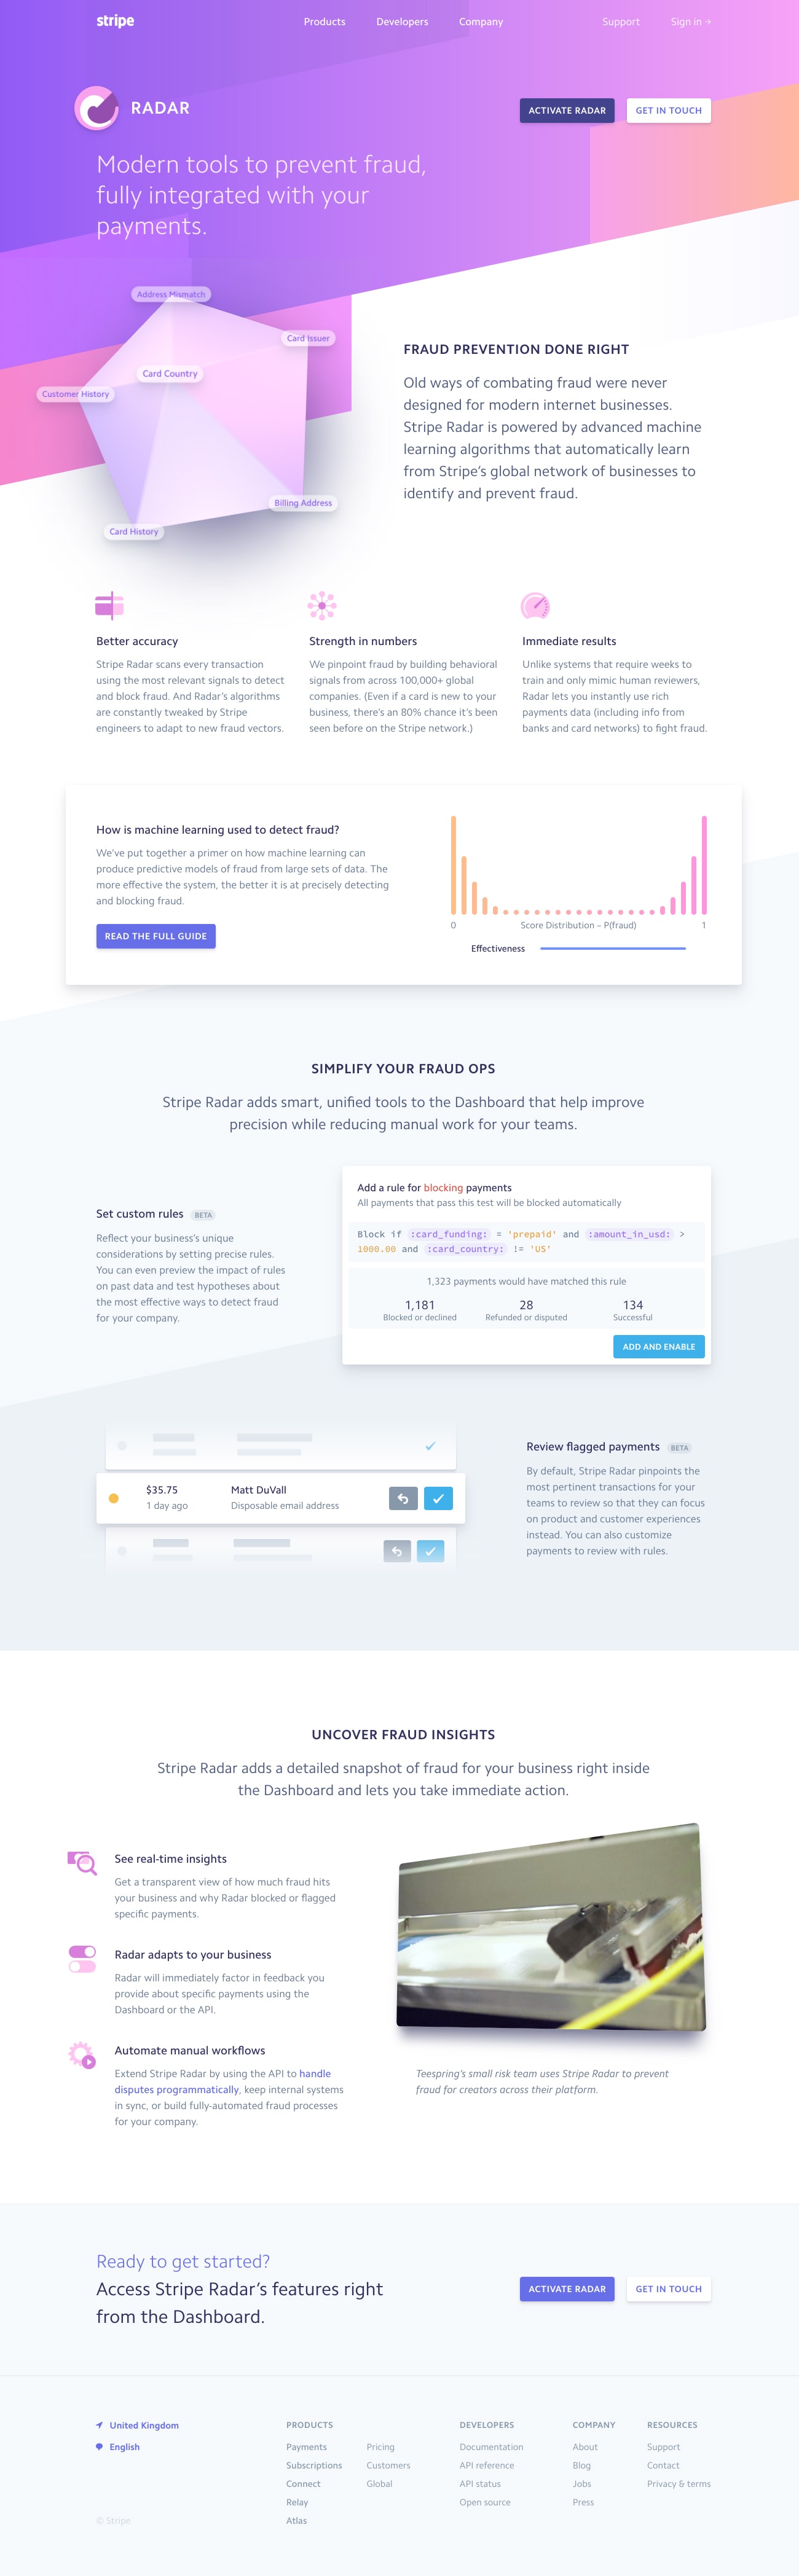 stripe
Products Developers Company Support Sign in →
RADAR
ACTIVATE RADAR GET IN TOUCH
Modern tools to prevent fraud,
fully integrated with your
payments.
Address Mismatch
Card Issuer
Card Country
Customer History
Billing Address
Card History
FRAUD PREVENTION DONE RIGHT
Old ways of combating fraud were never
designed for modern internet businesses.
Stripe Radar is powered by advanced machine
learning algorithms that automatically learn
from Stripe’s global network of businesses to
identify and prevent fraud.
Better accuracy
Stripe Radar scans every transaction
using the most relevant signals to detect
and block fraud. And Radar’s algorithms
are constantly tweaked by Stripe
engineers to adapt to new fraud vectors.
Strength in numbers
We pinpoint fraud by building behavioral
signals from across 100,000+ global
companies. (Even if a card is new to your
business, there’s an 80% chance it’s been
seen before on the Stripe network.)
Immediate results
Unlike systems that require weeks to
train and only mimic human reviewers,
Radar lets you instantly use rich
payments data (including info from
banks and card networks) to fight fraud.
How is machine learning used to detect fraud?
We’ve put together a primer on how machine learning can
produce predictive models of fraud from large sets of data. The
more effective the system, the better it is at precisely detecting
and blocking fraud.
READ THE FULL GUIDE
0 Score Distribution – P(fraud) 1
Effectiveness
SIMPLIFY YOUR FRAUD OPS
Stripe Radar adds smart, unified tools to the Dashboard that help improve
precision while reducing manual work for your teams.
Set custom rules BETA
Reflect your business’s unique
considerations by setting precise rules.
You can even preview the impact of rules
on past data and test hypotheses about
the most effective ways to detect fraud
for your company.
Add a rule for blocking payments
All payments that pass this test will be blocked automatically
Block if :card_funding: = 'prepaid' and :amount_in_usd: >
1000.00 and :card_country: != 'US'
1,323 payments would have matched this rule
1,181 28 134
Blocked or declined Refunded or disputed Successful
ADD AND ENABLE
$35.75 Matt DuVall
1 day ago Disposable email address
Review flagged payments BETA
By default, Stripe Radar pinpoints the
most pertinent transactions for your
teams to review so that they can focus
on product and customer experiences
instead. You can also customize
payments to review with rules.
UNCOVER FRAUD INSIGHTS
Stripe Radar adds a detailed snapshot of fraud for your business right inside
the Dashboard and lets you take immediate action.
See real-time insights
Get a transparent view of how much fraud hits
your business and why Radar blocked or flagged
specific payments.
Radar adapts to your business
Radar will immediately factor in feedback you
provide about specific payments using the
Dashboard or the API.
Automate manual workflows
Extend Stripe Radar by using the API to handle
disputes programmatically, keep internal systems
in sync, or build fully-automated fraud processes
for your company.
Teespring’s small risk team uses Stripe Radar to prevent
fraud for creators across their platform.
Ready to get started?
Access Stripe Radar’s features right
from the Dashboard.
ACTIVATE RADAR GET IN TOUCH
United Kingdom
English
© Stripe
PRODUCTS
Payments
Subscriptions
Connect
Relay
Atlas
Pricing
Customers
Global
DEVELOPERS
Documentation
API reference
API status
Open source
COMPANY
About
Blog
Jobs
Press
RESOURCES
Support
Contact
Privacy & terms